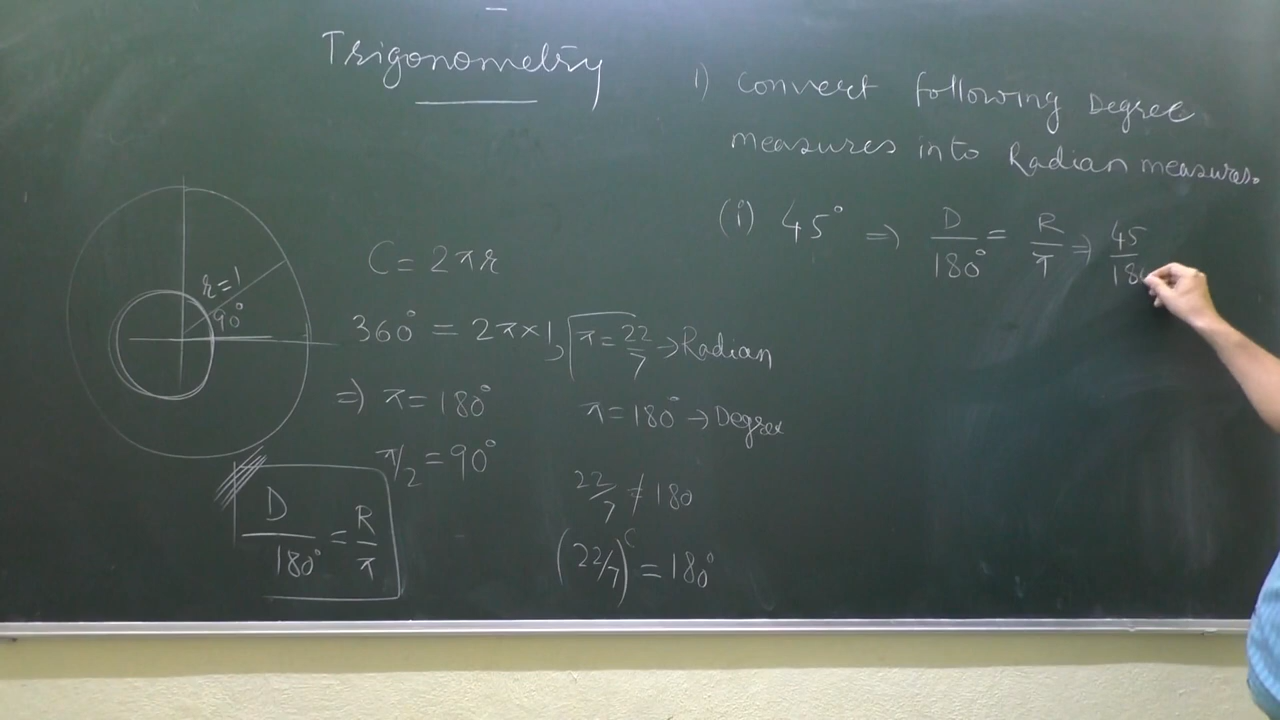 Trigonometry
r=1
90°
C = 2πr
360° = 2π×1, π=22/7 → Radian
⇒ π = 180°
π = 180° → Degree
π/2 = 90°
22/7 ≠ 180
D/180° = R/π
(22/7)ᶜ = 180°
1) Convert following Degree
measures into Radian measures.
(i) 45° ⇒ D/180° = R/π ⇒ 45/180